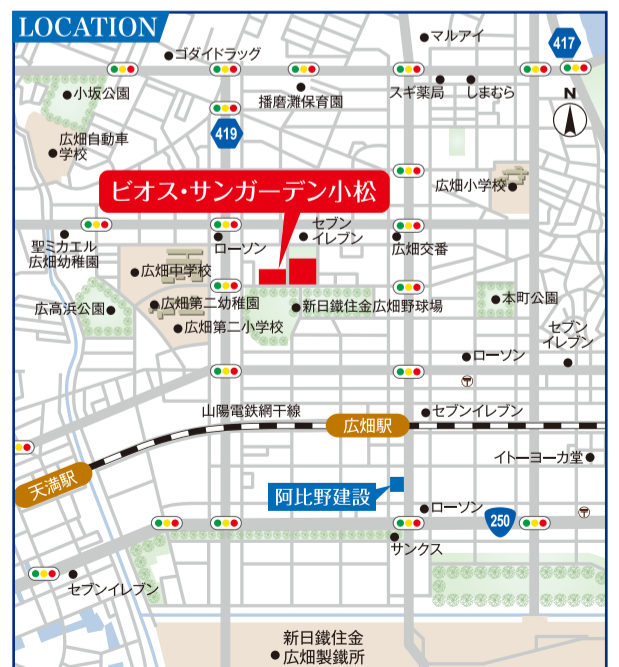 LOCATION
マルアイ
417
ゴダイドラッグ
N
小坂公園
播磨灘保育園
スギ薬局
しまむら
広畑自動車
学校
419
ビオス・サンガーデン小松
広畑小学校
セブン
イレブン
聖ミカエル
広畑幼稚園
ローソン
広畑交番
広畑中学校
広高浜公園
広畑第二幼稚園
新日鐵住金広畑野球場
本町公園
広畑第二小学校
セブン
イレブン
ローソン
〒
山陽電鉄網干線
広畑駅
セブンイレブン
イトーヨーカ堂
天満駅
阿比野建設
ローソン
250
〒
サンクス
セブンイレブン
新日鐵住金
広畑製鐵所